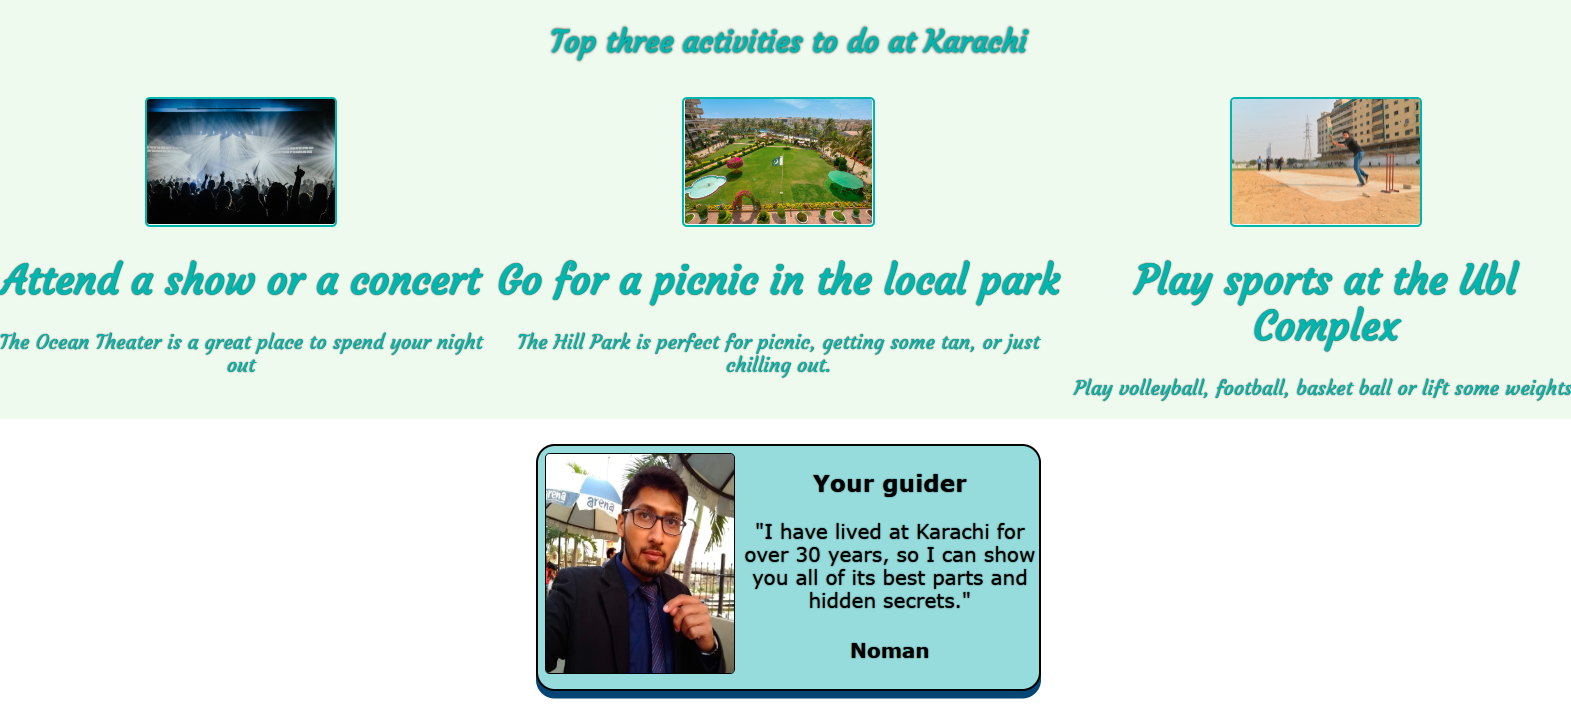 Top three activities to do at Karachi
Attend a show or a concert
The Ocean Theater is a great place to spend your night
out
Go for a picnic in the local park
The Hill Park is perfect for picnic, getting some tan, or just
chilling out.
Play sports at the Ubl
Complex
Play volleyball, football, basket ball or lift some weights
arena
arena
Your guider
"I have lived at Karachi for
over 30 years, so I can show
you all of its best parts and
hidden secrets."
Noman